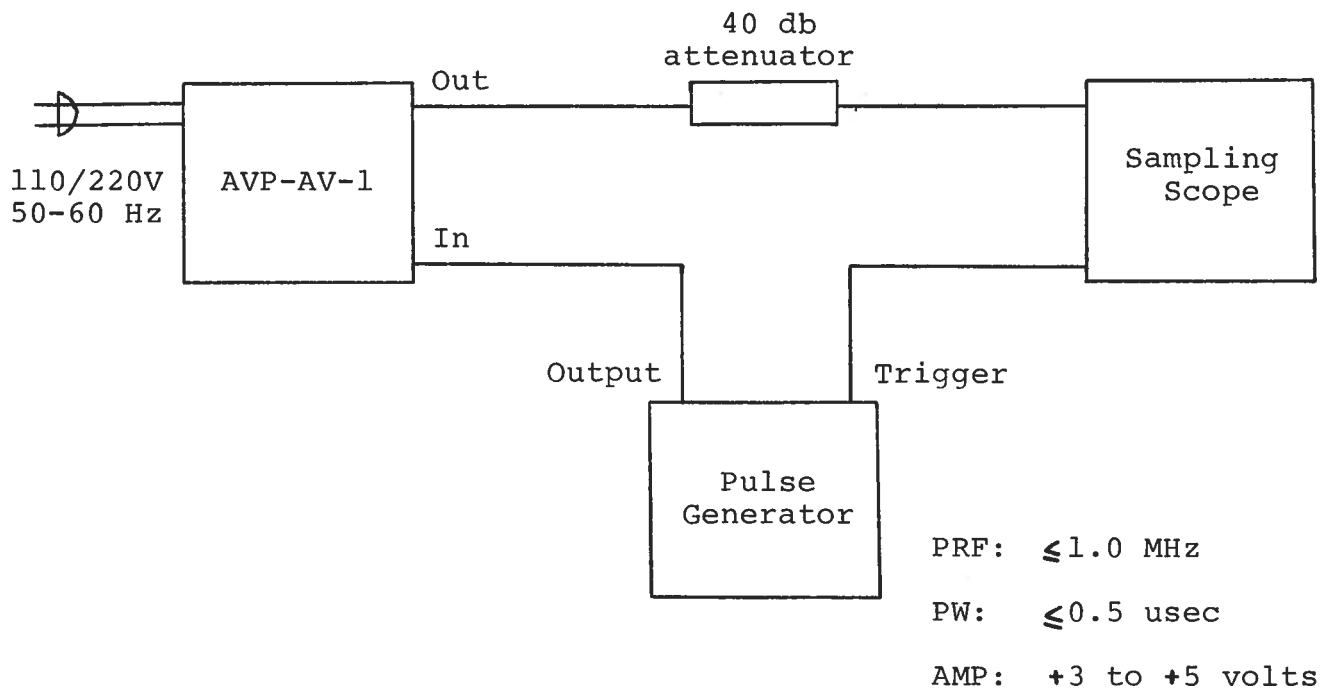 40 db
attenuator
Out
110/220V
50-60 Hz
AVP-AV-1
Sampling
Scope
In
Output
Trigger
Pulse
Generator
PRF: ≤1.0 MHz
PW: ≤0.5 usec
AMP: +3 to +5 volts